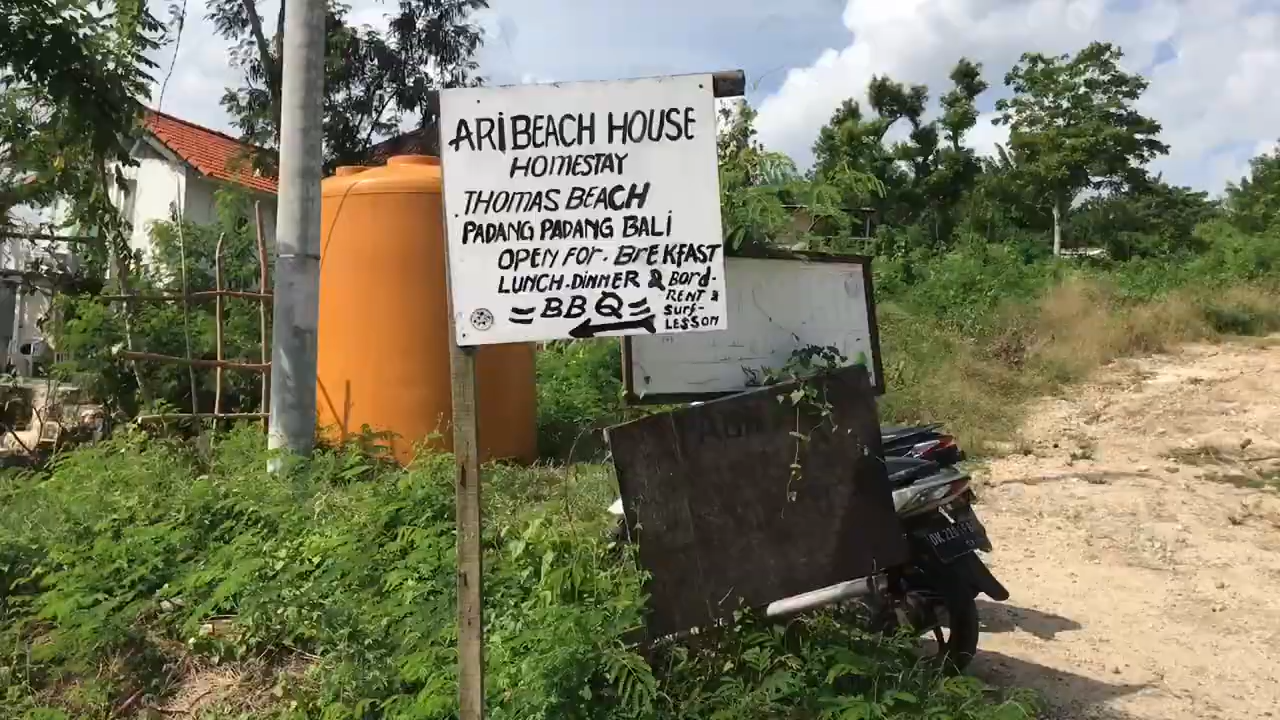 ARI BEACH HOUSE
HOMESTAY
THOMAS BEACH
PADANG PADANG BALI
OPEN FOR. BREKFAST
LUNCH.DINNER & BORD-
RENT &
SURF-
LESSON
= BBQ =